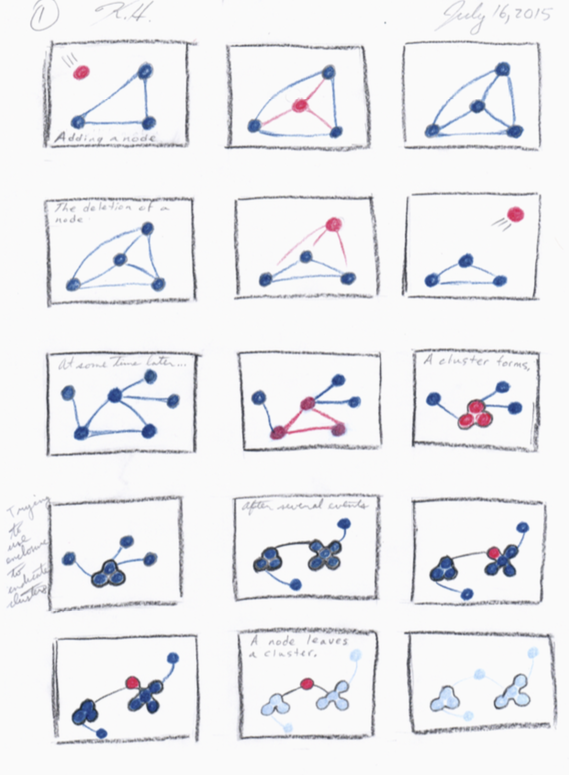 ① K.H. July 16, 2015
Adding a node
The deletion of a
node.
At some time later...
A cluster forms.
Trying
to
use
enclosure
to
indicate
clusters
After several events
A node leaves
a cluster.